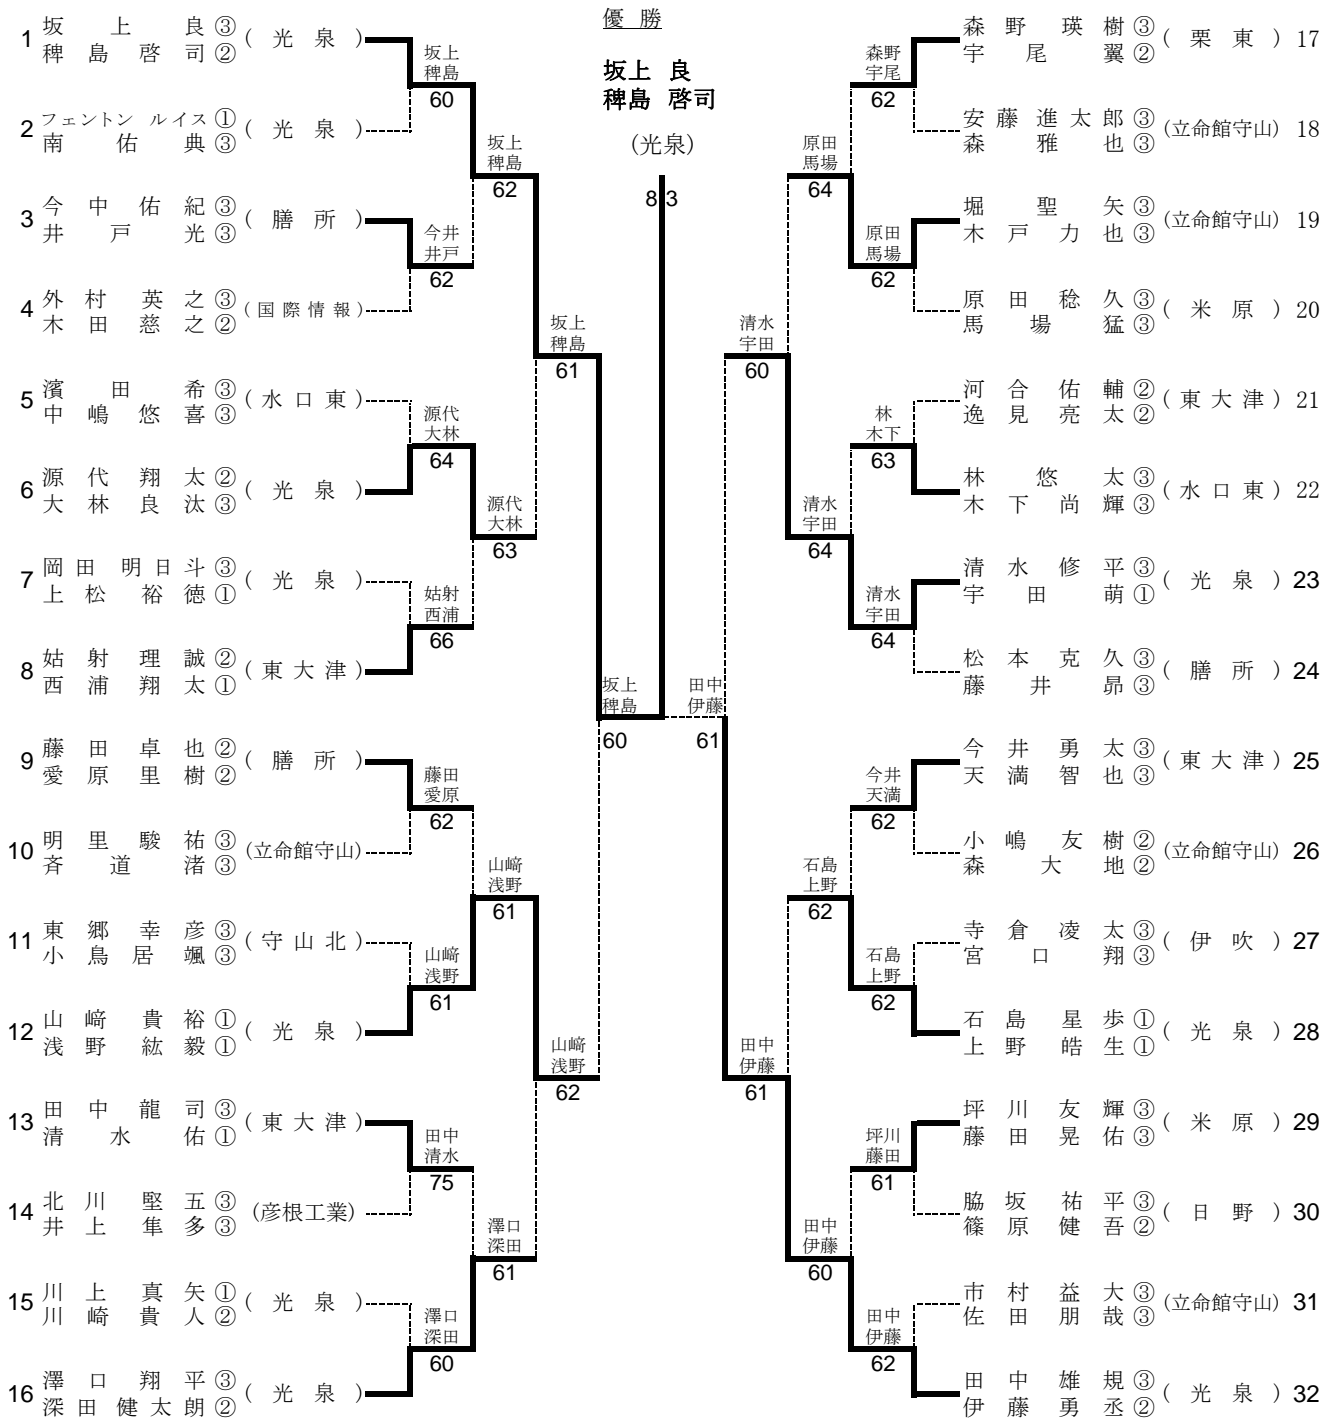 優 勝
坂上 良
稗島 啓司
(光泉)
8 3
1 坂上良③ (光泉)
稗島啓司②
2 フェントン ルイス① (光泉)
南佑典③
3 今中佑紀③ (膳所)
井戸光③
4 外村英之③ (国際情報)
木田慈之②
5 濱田希③ (水口東)
中嶋悠喜③
6 源代翔太② (光泉)
大林良汰③
7 岡田明日斗③ (光泉)
上松裕徳①
8 姑射理誠② (東大津)
西浦翔太①
9 藤田卓也② (膳所)
愛原里樹②
10 明里駿祐③ (立命館守山)
斉道渚③
11 東郷幸彦③ (守山北)
小鳥居颯③
12 山﨑貴裕① (光泉)
浅野紘毅①
13 田中龍司③ (東大津)
清水佑①
14 北川堅五③ (彦根工業)
井上隼多③
15 川上真矢① (光泉)
川崎貴人②
16 澤口翔平③ (光泉)
深田健太朗②
坂上
稗島
60
今井
井戸
62
源代
大林
64
姑射
西浦
66
藤田
愛原
62
山﨑
浅野
61
田中
清水
75
澤口
深田
60
坂上
稗島
62
源代
大林
63
山﨑
浅野
61
澤口
深田
61
坂上
稗島
61
山﨑
浅野
62
坂上
稗島
60
田中
伊藤
61
清水
宇田
60
田中
伊藤
61
原田
馬場
64
清水
宇田
64
石島
上野
62
田中
伊藤
60
森野
宇尾
62
原田
馬場
62
林
木下
63
清水
宇田
64
今井
天満
62
石島
上野
62
坪川
藤田
61
田中
伊藤
62
森野瑛樹③ (栗東) 17
宇尾翼②
安藤進太郎③ (立命館守山) 18
森雅也③
堀聖矢③ (立命館守山) 19
木戸力也③
原田稔久③ (米原) 20
馬場猛③
河合佑輔② (東大津) 21
逸見亮太②
林悠太③ (水口東) 22
木下尚輝③
清水修平③ (光泉) 23
宇田萌①
松本克久③ (膳所) 24
藤井昴③
今井勇太③ (東大津) 25
天満智也③
小嶋友樹② (立命館守山) 26
森大地②
寺倉凌太③ (伊吹) 27
宮口翔③
石島星歩① (光泉) 28
上野皓生①
坪川友輝③ (米原) 29
藤田晃佑③
脇坂祐平③ (日野) 30
篠原健吾②
市村益大③ (立命館守山) 31
佐田朋哉③
田中雄規③ (光泉) 32
伊藤勇丞②